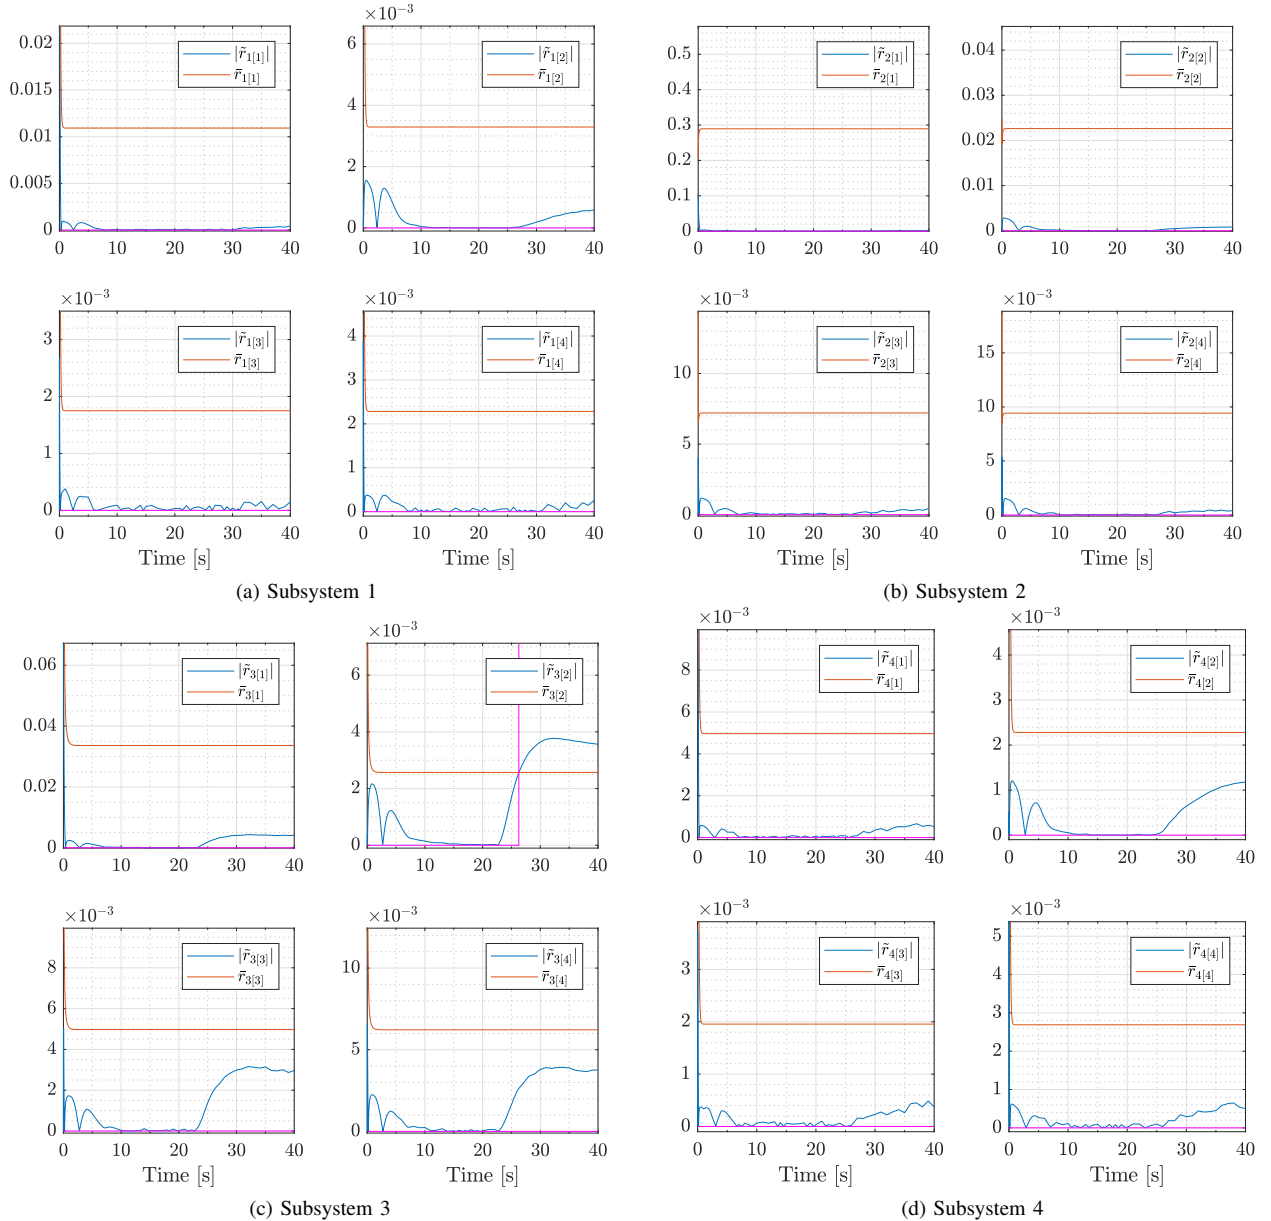 ×10⁻³
0.02
0.015
0.01
0.005
0
0 10 20 30 40
|r̃₁[1]|
r̄₁[1]
6
4
2
0
0 10 20 30 40
|r̃₁[2]|
r̄₁[2]
0.5
0.4
0.3
0.2
0.1
0
0 10 20 30 40
|r̃₂[1]|
r̄₂[1]
0.04
0.03
0.02
0.01
0
0 10 20 30 40
|r̃₂[2]|
r̄₂[2]
×10⁻³
3
2
1
0
0 10 20 30 40
|r̃₁[3]|
r̄₁[3]
Time [s]
×10⁻³
4
3
2
1
0
0 10 20 30 40
|r̃₁[4]|
r̄₁[4]
Time [s]
×10⁻³
10
5
0
0 10 20 30 40
|r̃₂[3]|
r̄₂[3]
Time [s]
×10⁻³
15
10
5
0
0 10 20 30 40
|r̃₂[4]|
r̄₂[4]
Time [s]
(a) Subsystem 1
(b) Subsystem 2
0.06
0.04
0.02
0
0 10 20 30 40
|r̃₃[1]|
r̄₃[1]
×10⁻³
6
4
2
0
0 10 20 30 40
|r̃₃[2]|
r̄₃[2]
×10⁻³
8
6
4
2
0
0 10 20 30 40
|r̃₄[1]|
r̄₄[1]
×10⁻³
4
3
2
1
0
0 10 20 30 40
|r̃₄[2]|
r̄₄[2]
×10⁻³
8
6
4
2
0
0 10 20 30 40
|r̃₃[3]|
r̄₃[3]
Time [s]
×10⁻³
10
5
0
0 10 20 30 40
|r̃₃[4]|
r̄₃[4]
Time [s]
×10⁻³
3
2
1
0
0 10 20 30 40
|r̃₄[3]|
r̄₄[3]
Time [s]
×10⁻³
5
4
3
2
1
0
0 10 20 30 40
|r̃₄[4]|
r̄₄[4]
Time [s]
(c) Subsystem 3
(d) Subsystem 4